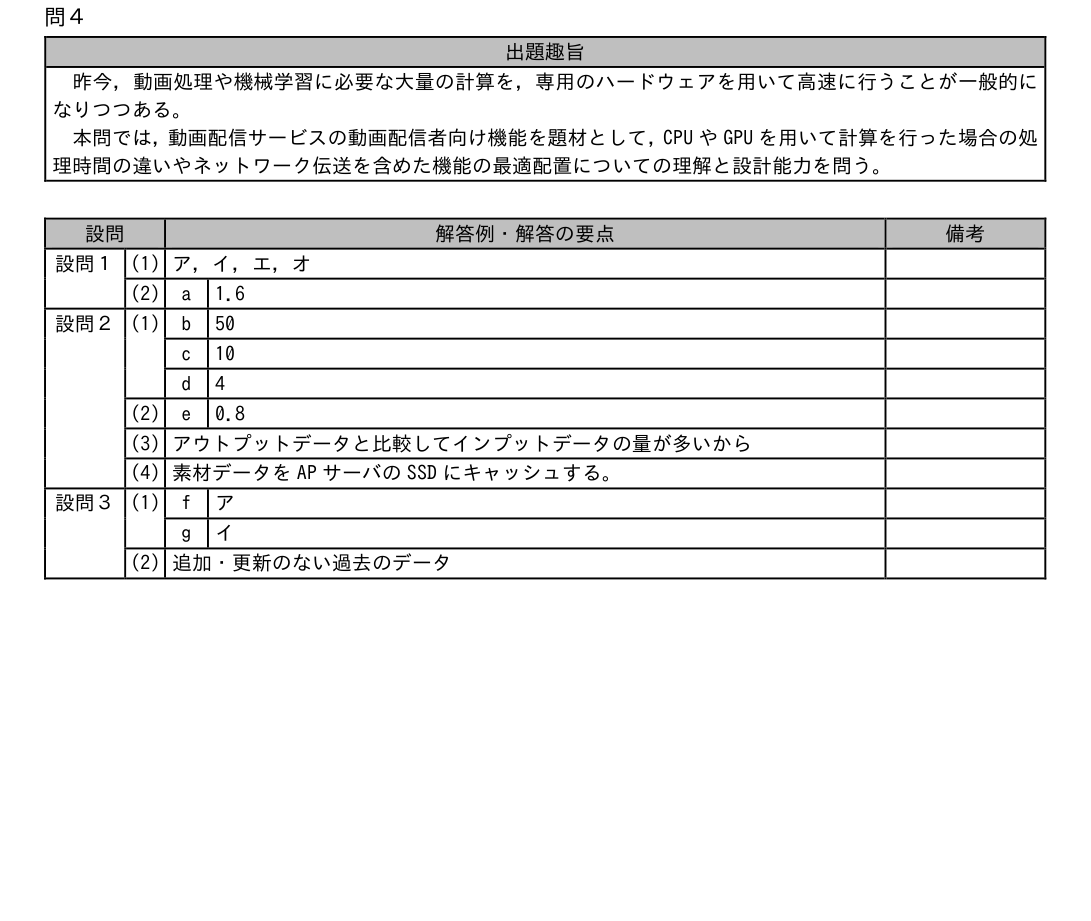 問４
出題趣旨
昨今，動画処理や機械学習に必要な大量の計算を，専用のハードウェアを用いて高速に行うことが一般的に
なりつつある。
本問では，動画配信サービスの動画配信者向け機能を題材として，CPU や GPU を用いて計算を行った場合の処
理時間の違いやネットワーク伝送を含めた機能の最適配置についての理解と設計能力を問う。
設問 解答例・解答の要点 備考
設問１ (1) ア，イ，エ，オ
(2) a 1.6
設問２ (1) b 50
c 10
d 4
(2) e 0.8
(3) アウトプットデータと比較してインプットデータの量が多いから
(4) 素材データを AP サーバの SSD にキャッシュする。
設問３ (1) f ア
g イ
(2) 追加・更新のない過去のデータ